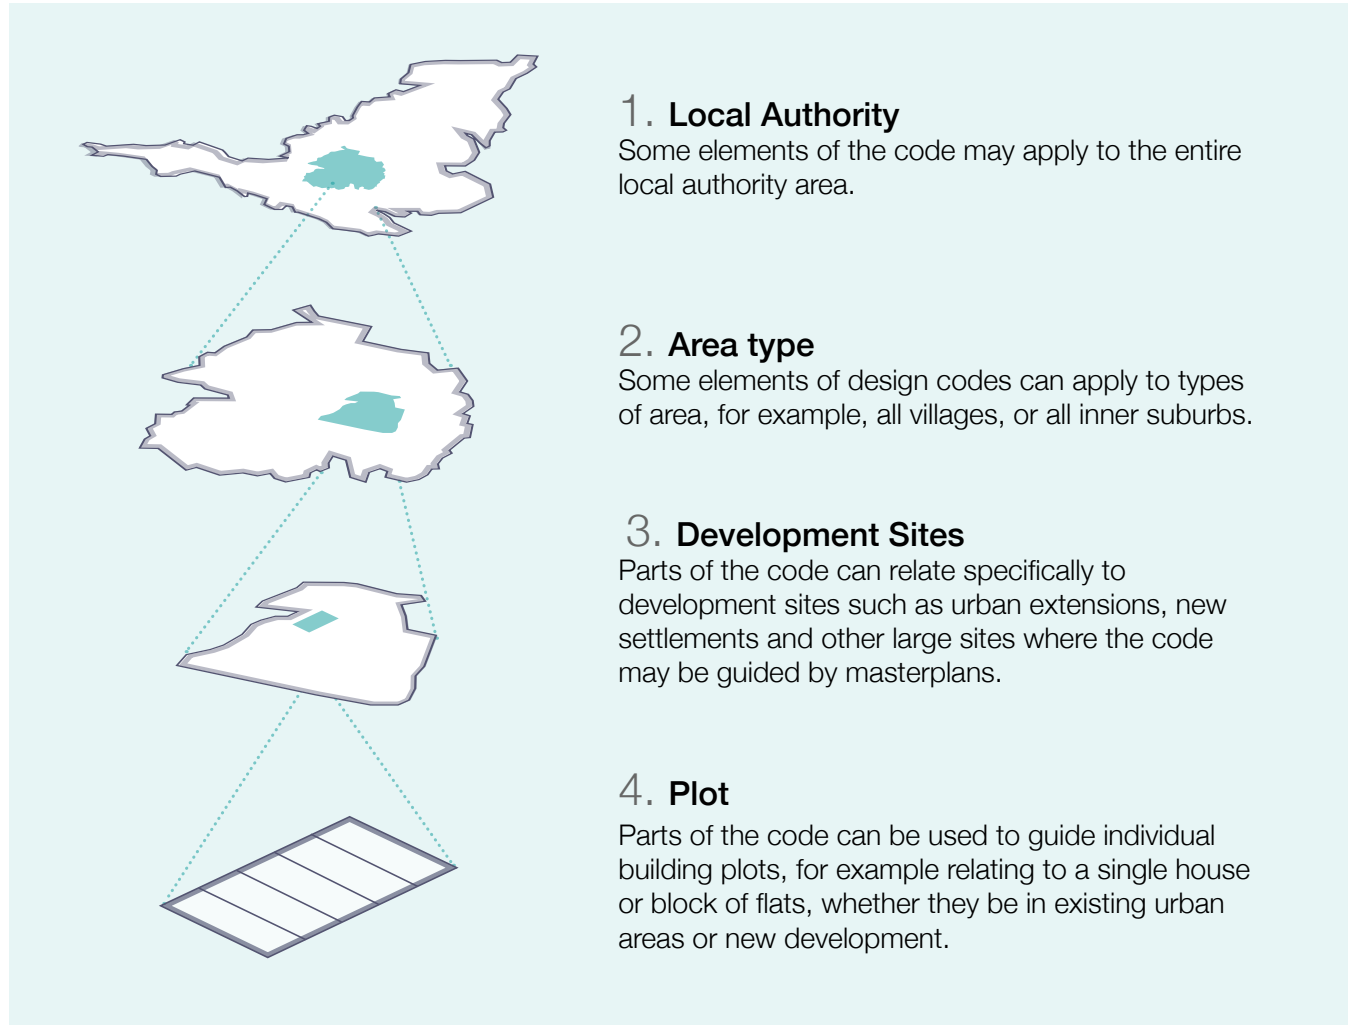 1. Local Authority
Some elements of the code may apply to the entire
local authority area.
2. Area type
Some elements of design codes can apply to types
of area, for example, all villages, or all inner suburbs.
3. Development Sites
Parts of the code can relate specifically to
development sites such as urban extensions, new
settlements and other large sites where the code
may be guided by masterplans.
4. Plot
Parts of the code can be used to guide individual
building plots, for example relating to a single house
or block of flats, whether they be in existing urban
areas or new development.